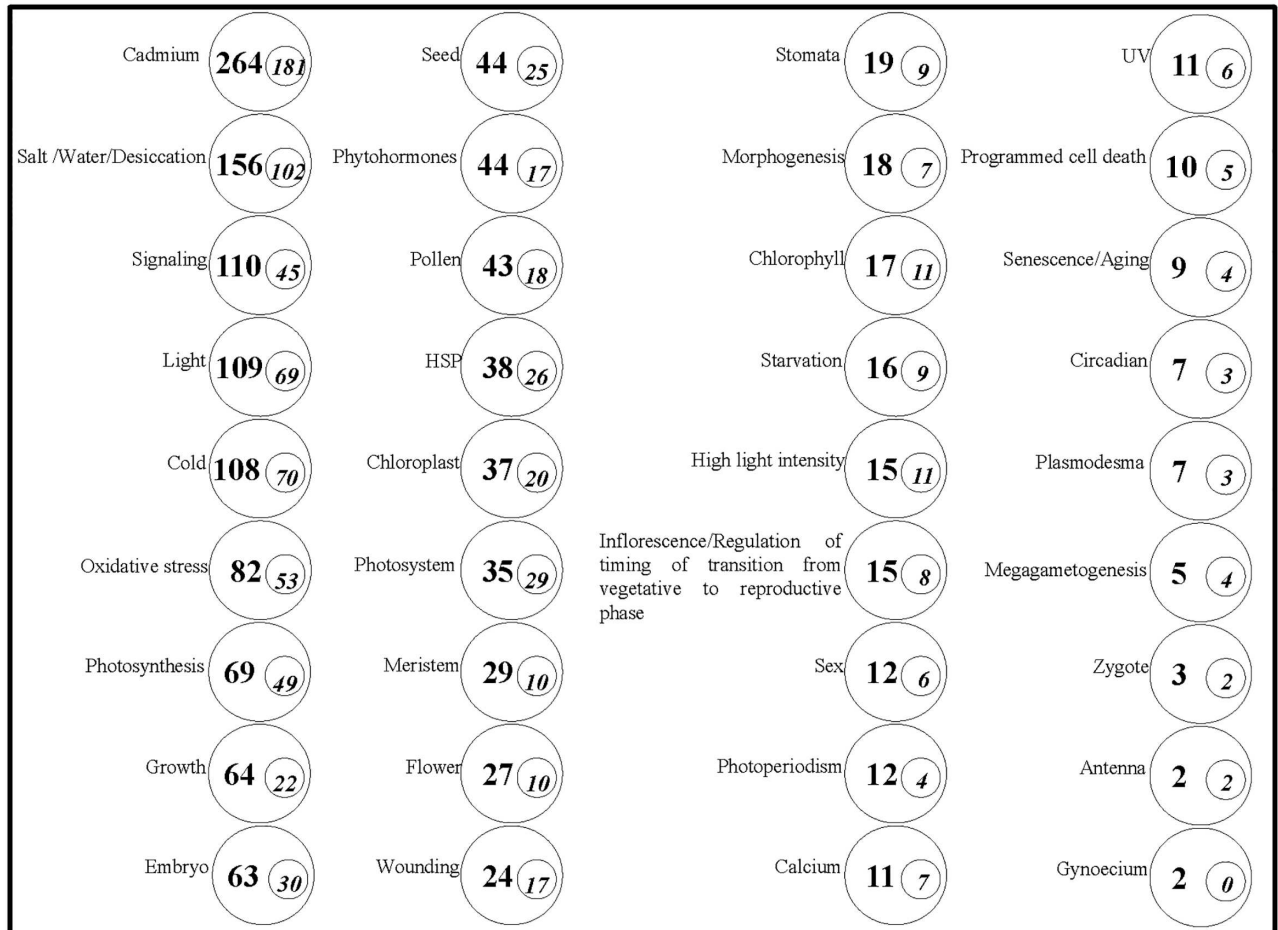 Cadmium 264 181
Salt /Water/Desiccation 156 102
Signaling 110 45
Light 109 69
Cold 108 70
Oxidative stress 82 53
Photosynthesis 69 49
Growth 64 22
Embryo 63 30
Seed 44 25
Phytohormones 44 17
Pollen 43 18
HSP 38 26
Chloroplast 37 20
Photosystem 35 29
Meristem 29 10
Flower 27 10
Wounding 24 17
Stomata 19 9
Morphogenesis 18 7
Chlorophyll 17 11
Starvation 16 9
High light intensity 15 11
Inflorescence/Regulation of
timing of transition from
vegetative to reproductive
phase
15 8
Sex 12 6
Photoperiodism 12 4
Calcium 11 7
UV 11 6
Programmed cell death 10 5
Senescence/Aging 9 4
Circadian 7 3
Plasmodesma 7 3
Megagametogenesis 5 4
Zygote 3 2
Antenna 2 2
Gynoecium 2 0